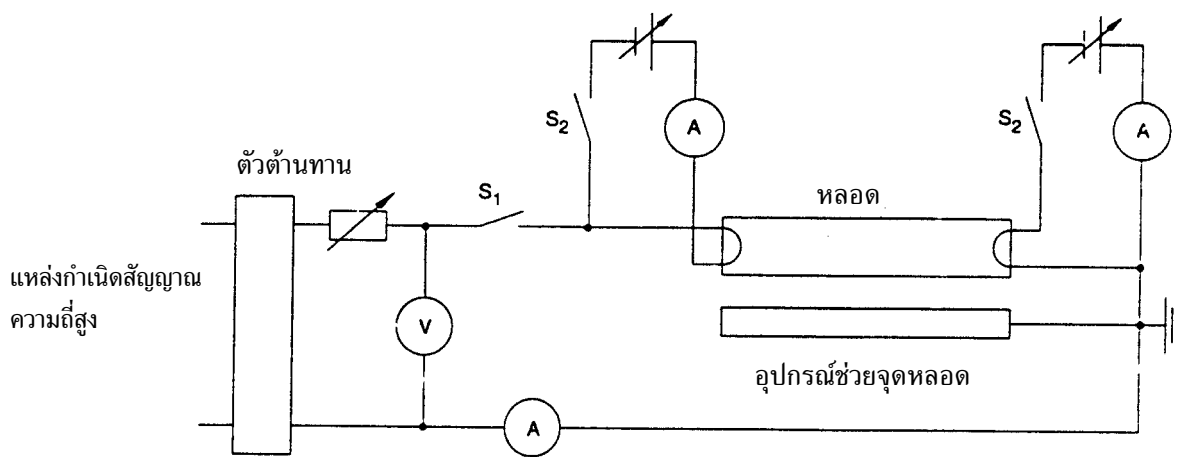 S2
A
S2
A
ตัวต้านทาน
S1
หลอด
แหล่งกำเนิดสัญญาณ
ความถี่สูง
V
อุปกรณ์ช่วยจุดหลอด
A